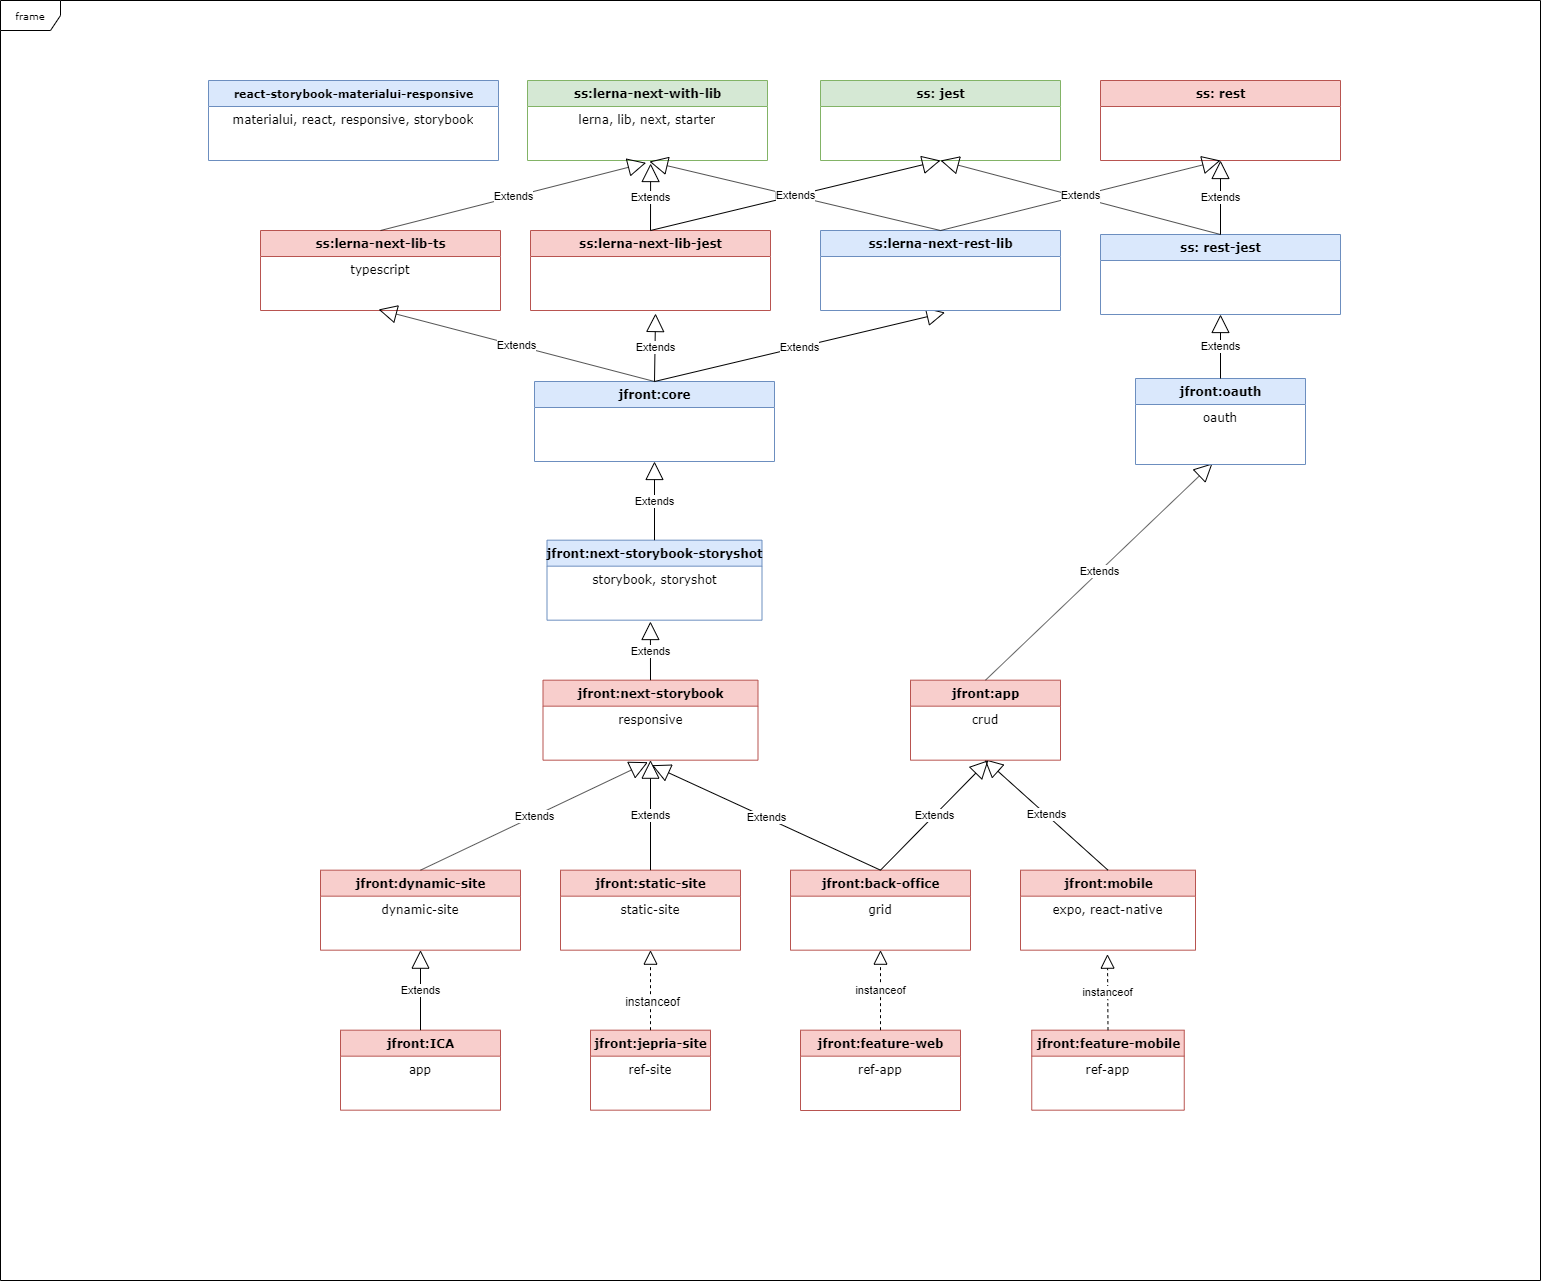 frame
react-storybook-materialui-responsive
materialui, react, responsive, storybook
ss:lerna-next-with-lib
lerna, lib, next, starter
ss: jest
ss: rest
Extends
Extends
Extends
Extends
Extends
ss:lerna-next-lib-ts
typescript
ss:lerna-next-lib-jest
ss:lerna-next-rest-lib
ss: rest-jest
Extends
Extends
Extends
Extends
jfront:core
jfront:oauth
oauth
Extends
jfront:next-storybook-storyshot
storybook, storyshot
Extends
Extends
jfront:next-storybook
responsive
jfront:app
crud
Extends
Extends
Extends
Extends
Extends
jfront:dynamic-site
dynamic-site
jfront:static-site
static-site
jfront:back-office
grid
jfront:mobile
expo, react-native
Extends
instanceof
instanceof
instanceof
jfront:ICA
app
jfront:jepria-site
ref-site
jfront:feature-web
ref-app
jfront:feature-mobile
ref-app